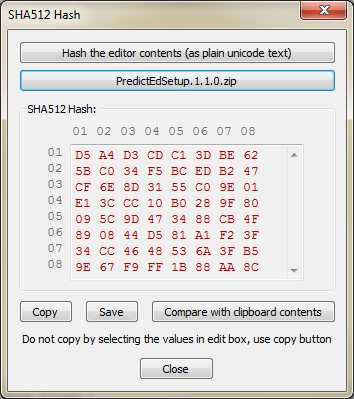 SHA512 Hash
Hash the editor contents (as plain unicode text)
PredictEdSetup.1.1.0.zip
SHA512 Hash:
01 02 03 04 05 06 07 08
01 D5 A4 D3 CD C1 3D BE 62
02 5B C0 34 F5 BC ED B2 47
03 CF 6E 8D 31 55 C0 9E 01
04 E1 3C CC 10 B0 28 9F 80
05 09 5C 9D 47 34 88 CB 4F
06 89 08 44 D5 81 A1 F2 3F
07 34 CC 46 48 53 6A 3F B5
08 9E 67 F9 FF 1B 88 AA 8C
Copy Save Compare with clipboard contents
Do not copy by selecting the values in edit box, use copy button
Close